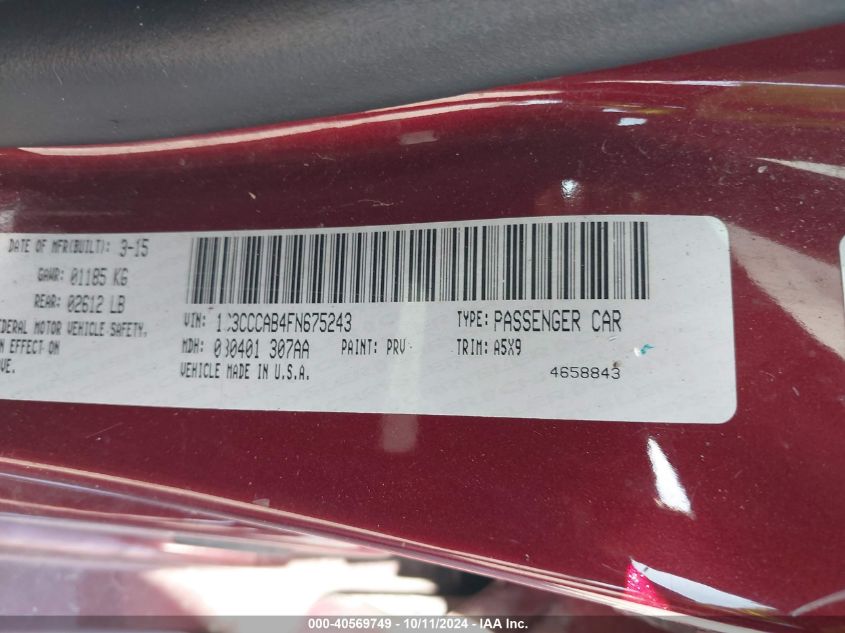 DATE OF MFR(BUILT): 3-15
GAWR: 01185 KG
REAR: 02612 LB
EDERAL MOTOR VEHICLE SAFETY,
N EFFECT ON
VE.
VIN: 1C3CCCAB4FN675243 TYPE: PASSENGER CAR
MDH: 030401 307AA PAINT: PRV TRIM: A5X9
VEHICLE MADE IN U.S.A. 4658843
000-40569749 - 10/11/2024 - IAA Inc.